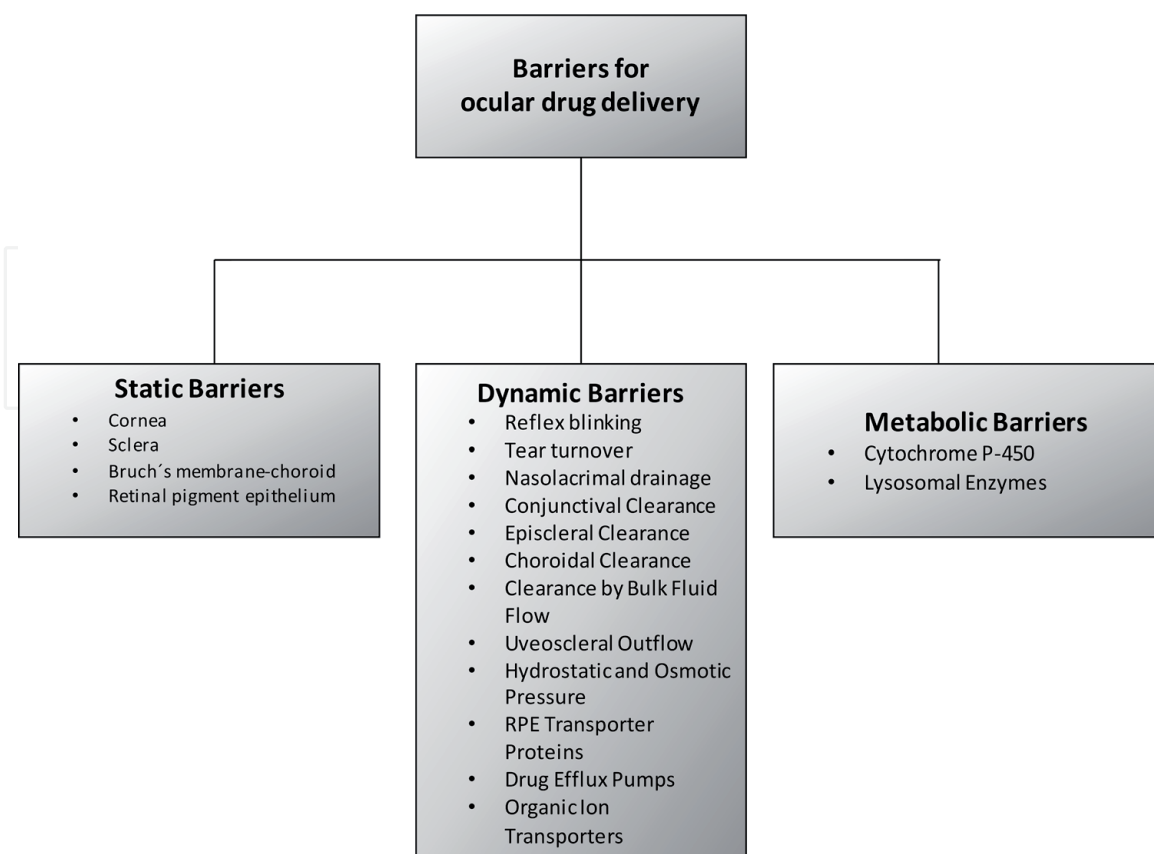 Barriers for
ocular drug delivery
Static Barriers
• Cornea
• Sclera
• Bruch´s membrane-choroid
• Retinal pigment epithelium
Dynamic Barriers
• Reflex blinking
• Tear turnover
• Nasolacrimal drainage
• Conjunctival Clearance
• Episcleral Clearance
• Choroidal Clearance
• Clearance by Bulk Fluid
Flow
• Uveoscleral Outflow
• Hydrostatic and Osmotic
Pressure
• RPE Transporter
Proteins
• Drug Efflux Pumps
• Organic Ion
Transporters
Metabolic Barriers
• Cytochrome P-450
• Lysosomal Enzymes